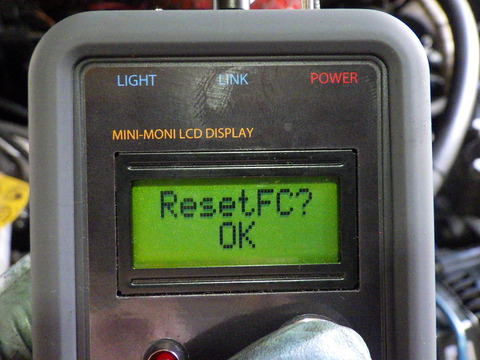 LIGHT LINK POWER
MINI-MONI LCD DISPLAY
ResetFC?
OK